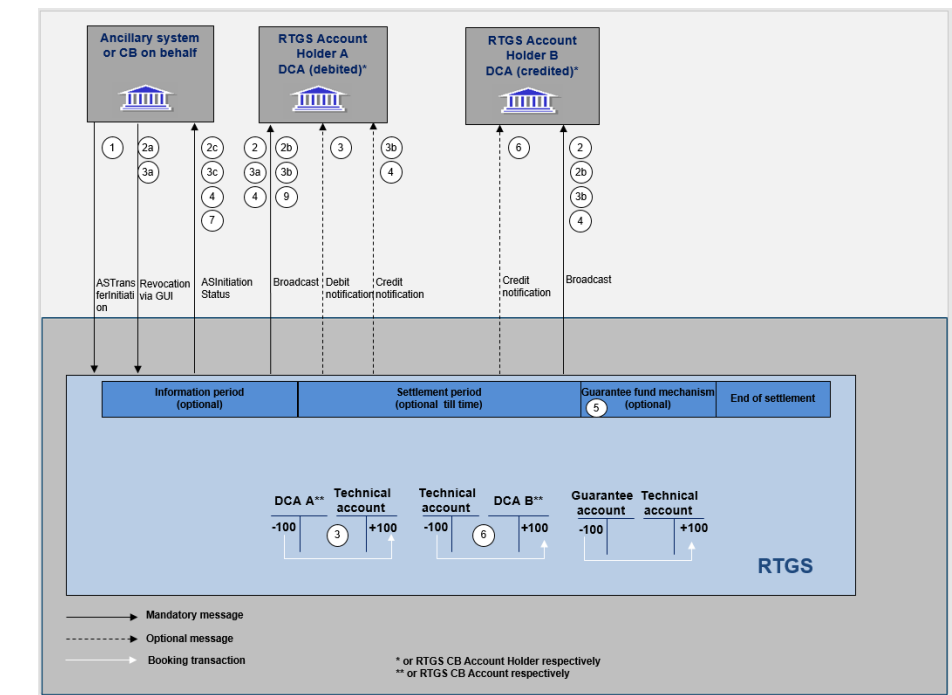 Ancillary system
or CB on behalf
RTGS Account
Holder A
DCA (debited)*
RTGS Account
Holder B
DCA (credited)*
1
2a
3a
2c
3c
4
7
2
3a
4
2b
3b
9
3
3b
4
6
2
2b
3b
4
ASTrans
ferInitiati
on
Revocation
via GUI
ASInitiation
Status
Broadcast
Debit
notification
Credit
notification
Credit
notification
Broadcast
Information period
(optional)
Settlement period
(optional till time)
Guarantee fund mechanism
(optional)
5
End of settlement
DCA A**
Technical
account
-100
3
+100
Technical
account
DCA B**
-100
6
+100
Guarantee
account
Technical
account
-100
+100
RTGS
Mandatory message
Optional message
Booking transaction
* or RTGS CB Account Holder respectively
** or RTGS CB Account respectively